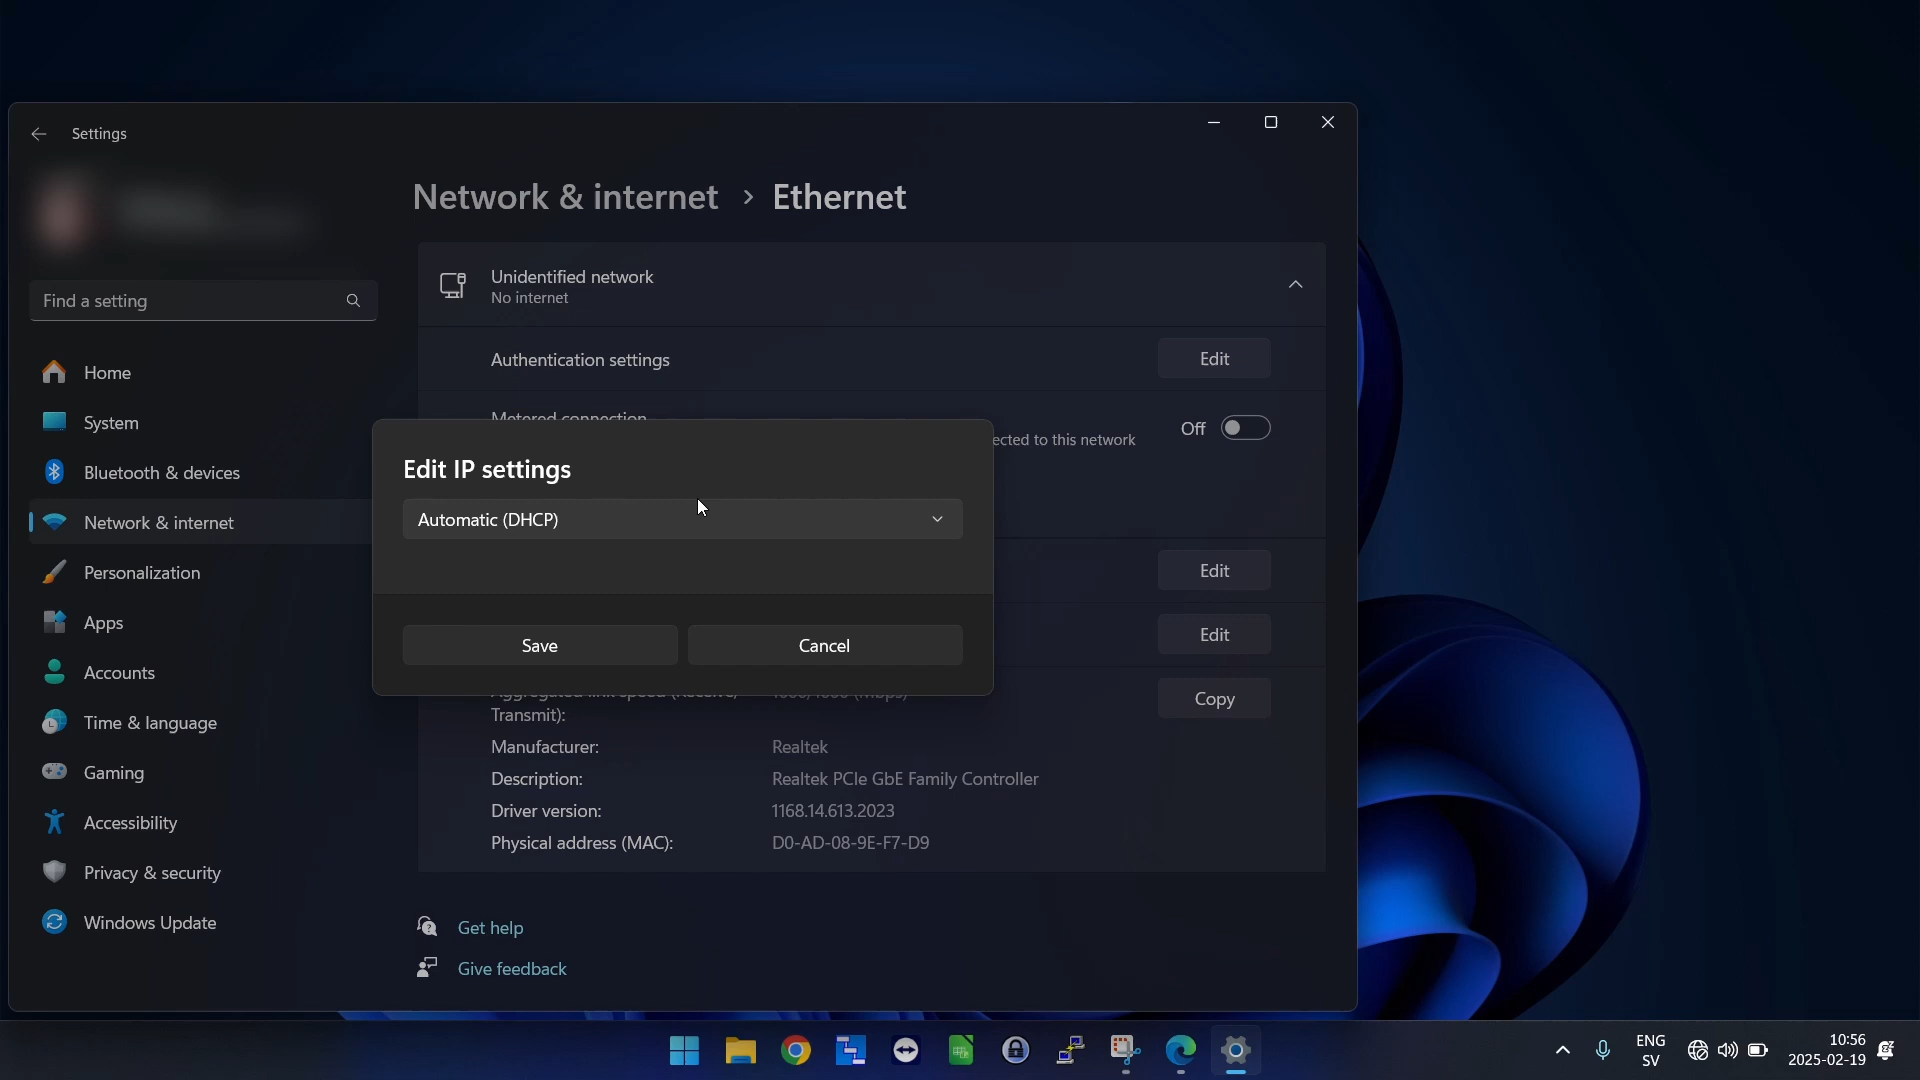 Settings
Network & internet > Ethernet
Find a setting
Home
System
Bluetooth & devices
Network & internet
Personalization
Apps
Accounts
Time & language
Gaming
Accessibility
Privacy & security
Windows Update
Unidentified network
No internet
Authentication settings
Edit
Metered connection
ected to this network
Off
Edit IP settings
Automatic (DHCP)
Save
Cancel
Edit
Edit
Transmit):
Copy
Manufacturer: Realtek
Description: Realtek PCIe GbE Family Controller
Driver version: 1168.14.613.2023
Physical address (MAC): D0-AD-08-9E-F7-D9
Get help
Give feedback
ENG
SV
10:56
2025-02-19